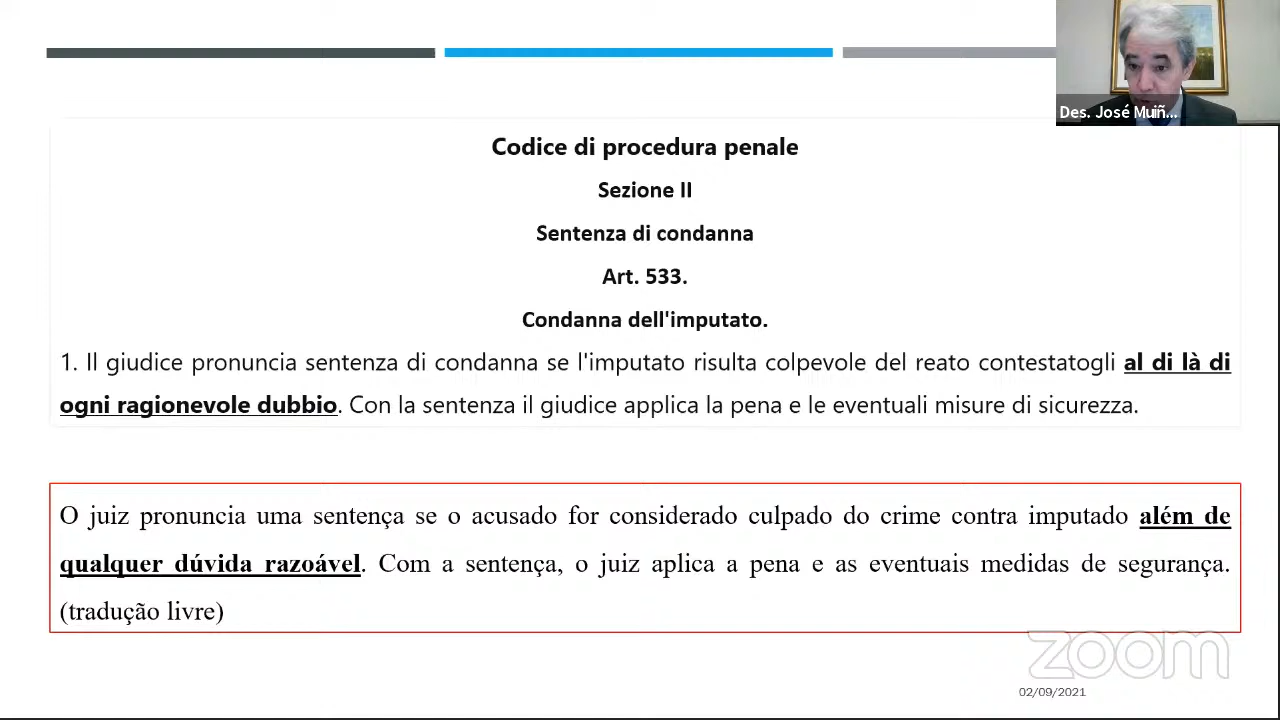 Des. José Muiñ...
Codice di procedura penale
Sezione II
Sentenza di condanna
Art. 533.
Condanna dell'imputato.
1. Il giudice pronuncia sentenza di condanna se l'imputato risulta colpevole del reato contestatogli al di là di
ogni ragionevole dubbio. Con la sentenza il giudice applica la pena e le eventuali misure di sicurezza.
O juiz pronuncia uma sentença se o acusado for considerado culpado do crime contra imputado além de
qualquer dúvida razoável. Com a sentença, o juiz aplica a pena e as eventuais medidas de segurança.
(tradução livre)
zoom
02/09/2021